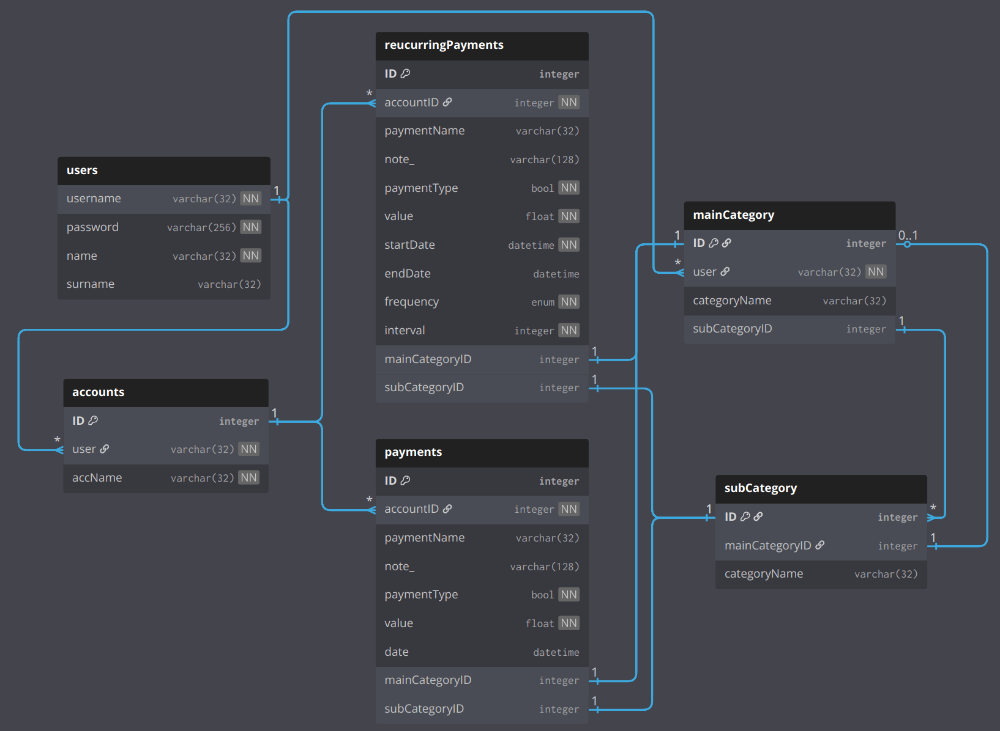 reucurringPayments
ID integer
*
accountID integer NN
paymentName varchar(32)
note_ varchar(128)
paymentType bool NN
value float NN
startDate datetime NN
endDate datetime
frequency enum NN
interval integer NN
mainCategoryID integer
1
subCategoryID integer
1
users
username varchar(32) NN
1
password varchar(256) NN
name varchar(32) NN
surname varchar(32)
mainCategory
1
ID integer
0..1
*
user varchar(32) NN
categoryName varchar(32)
subCategoryID integer
1
accounts
ID integer
1
*
user varchar(32) NN
accName varchar(32) NN
payments
ID integer
*
accountID integer NN
paymentName varchar(32)
note_ varchar(128)
paymentType bool NN
value float NN
date datetime
mainCategoryID integer
1
subCategoryID integer
1
subCategory
1
ID integer
*
mainCategoryID integer
1
categoryName varchar(32)